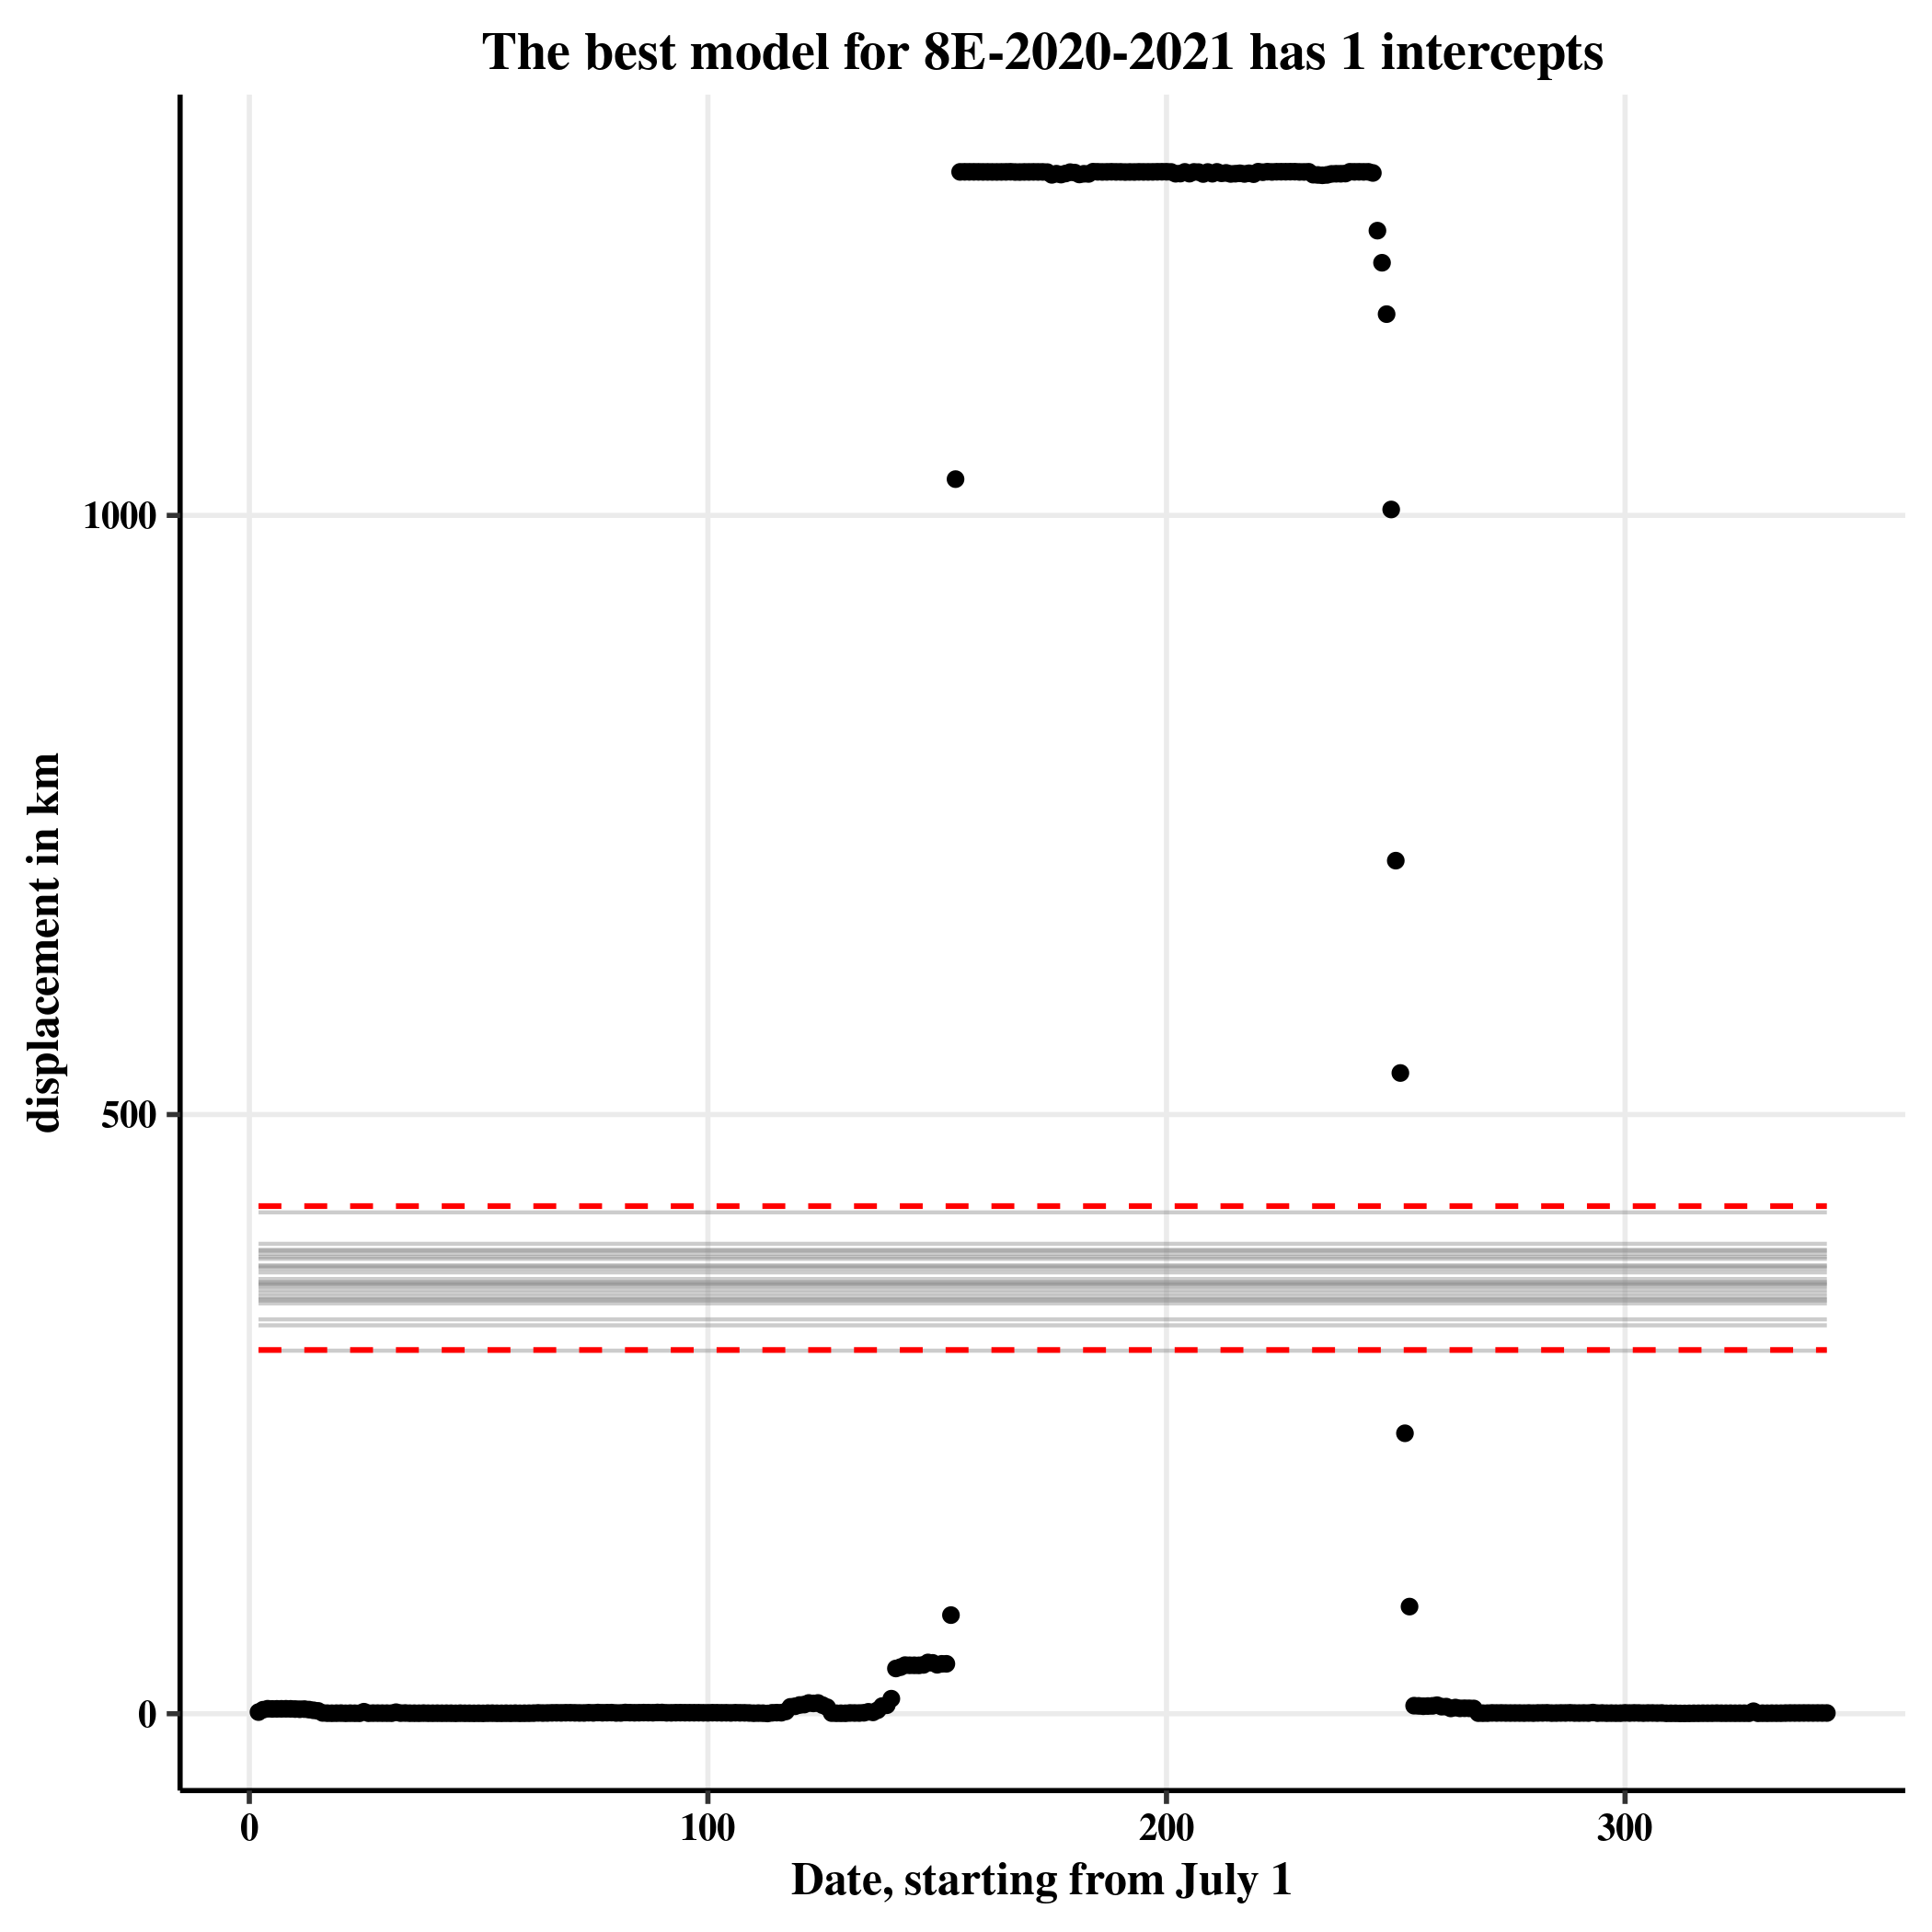 The best model for 8E-2020-2021 has 1 intercepts
displacement in km
1000
500
0
0 100 200 300
Date, starting from July 1